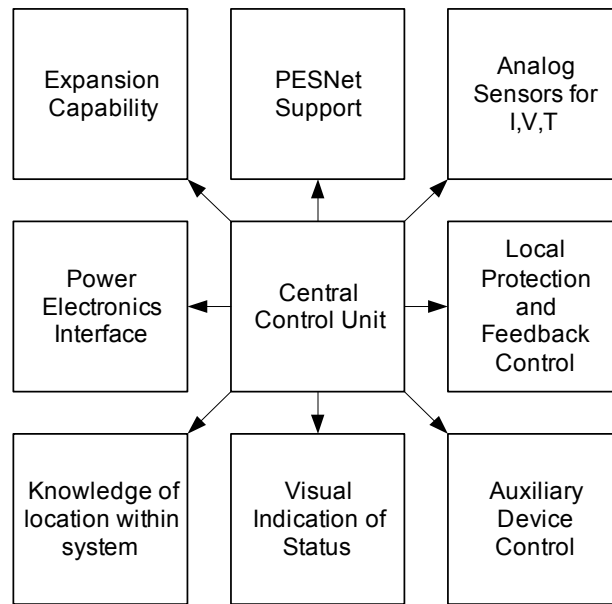 Expansion
Capability
PESNet
Support
Analog
Sensors for
I,V,T
Power
Electronics
Interface
Central
Control Unit
Local
Protection
and
Feedback
Control
Knowledge of
location within
system
Visual
Indication of
Status
Auxiliary
Device
Control